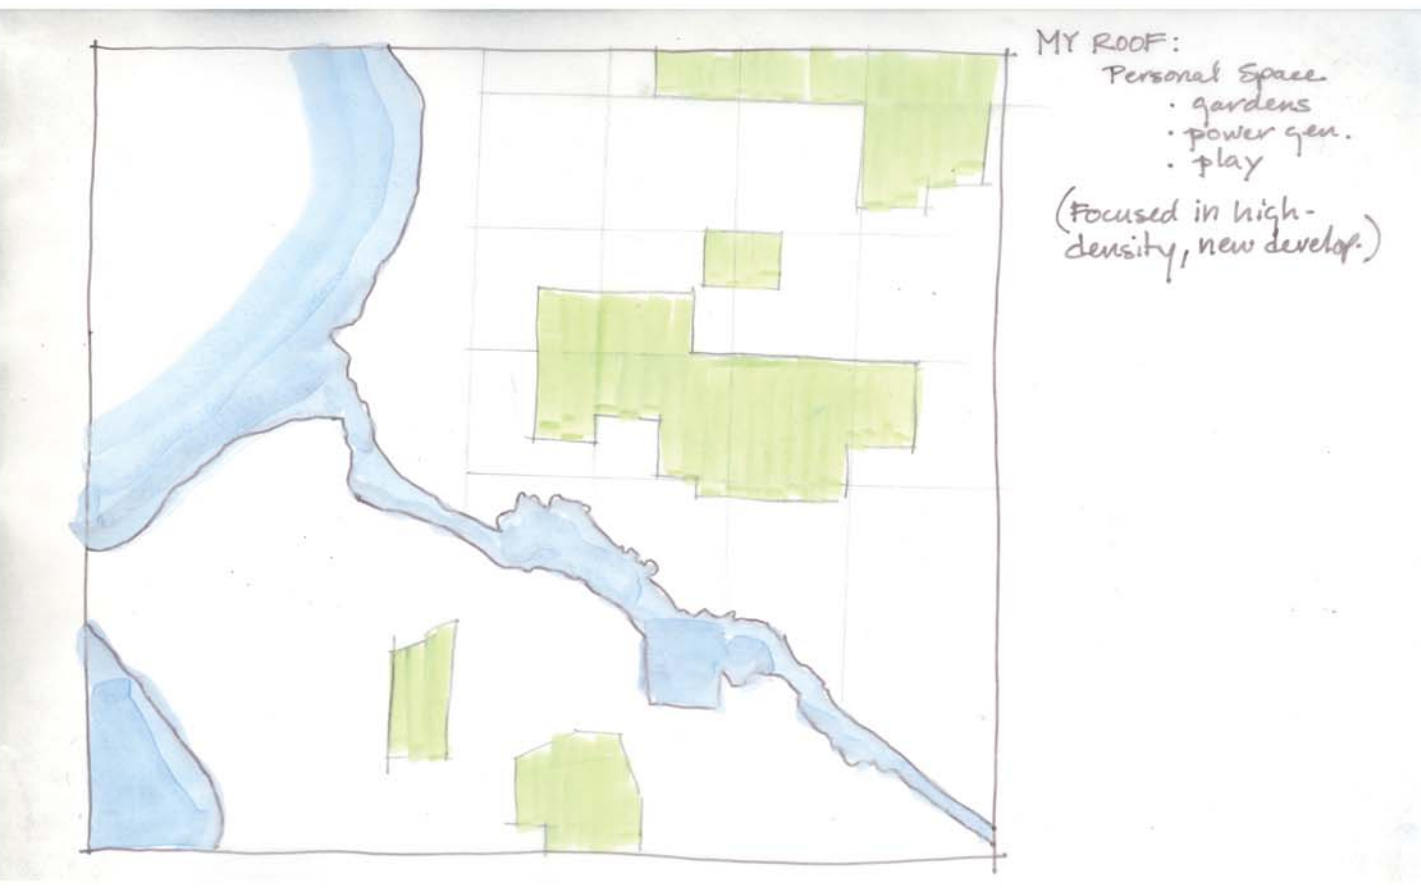 MY ROOF:
Personal Space
· gardens
· power gen.
· play
(Focused in high-
density, new develop.)